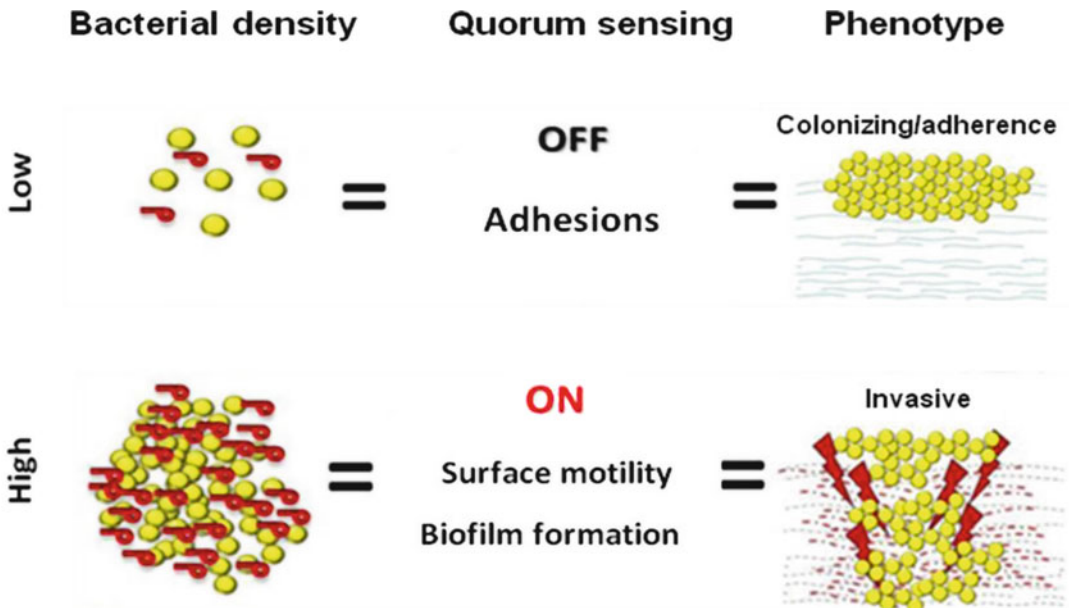 Bacterial density
Quorum sensing
Phenotype
Low
OFF
Adhesions
=
=
Colonizing/adherence
High
ON
Surface motility
Biofilm formation
=
=
Invasive